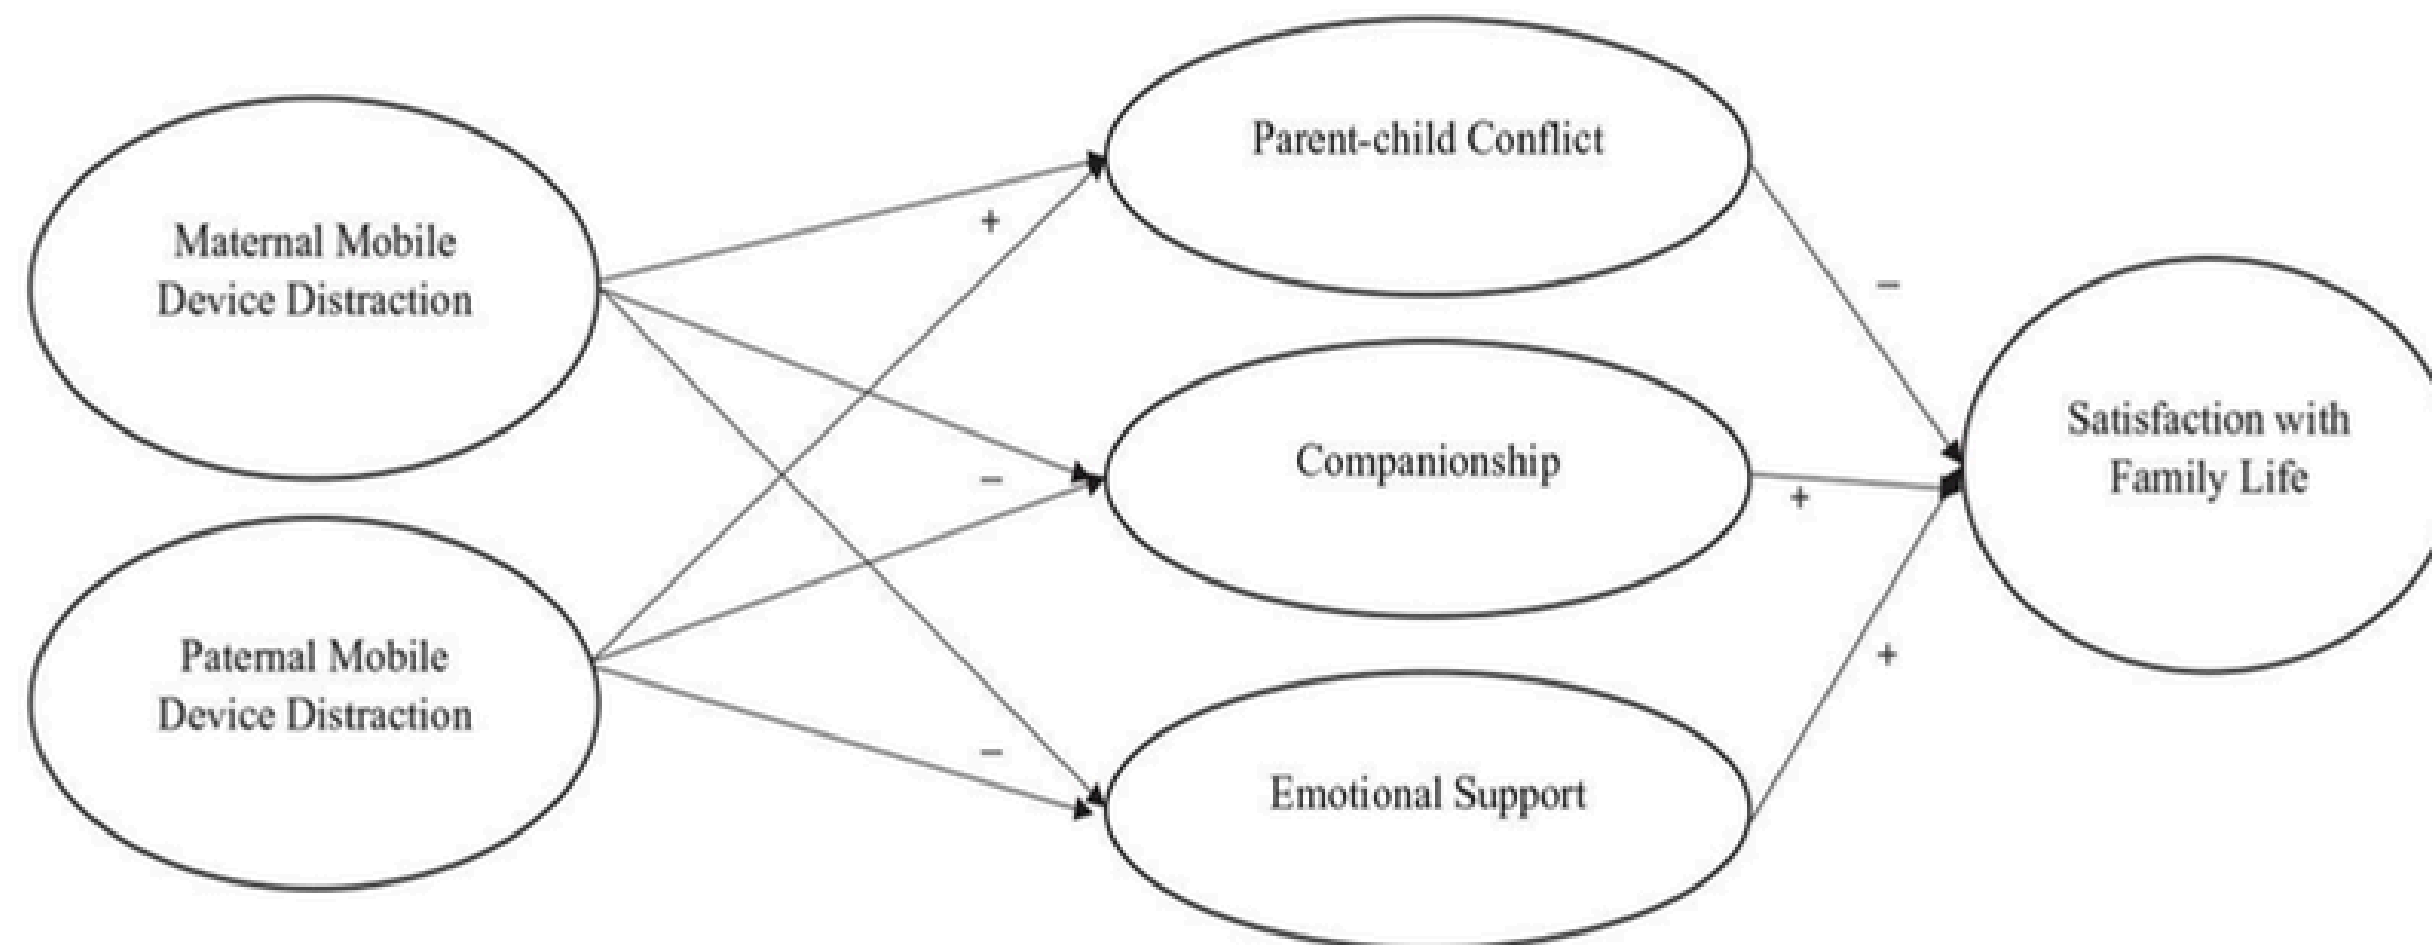 Maternal Mobile
Device Distraction
Paternal Mobile
Device Distraction
+
−
−
Parent-child Conflict
Companionship
Emotional Support
−
+
+
Satisfaction with
Family Life